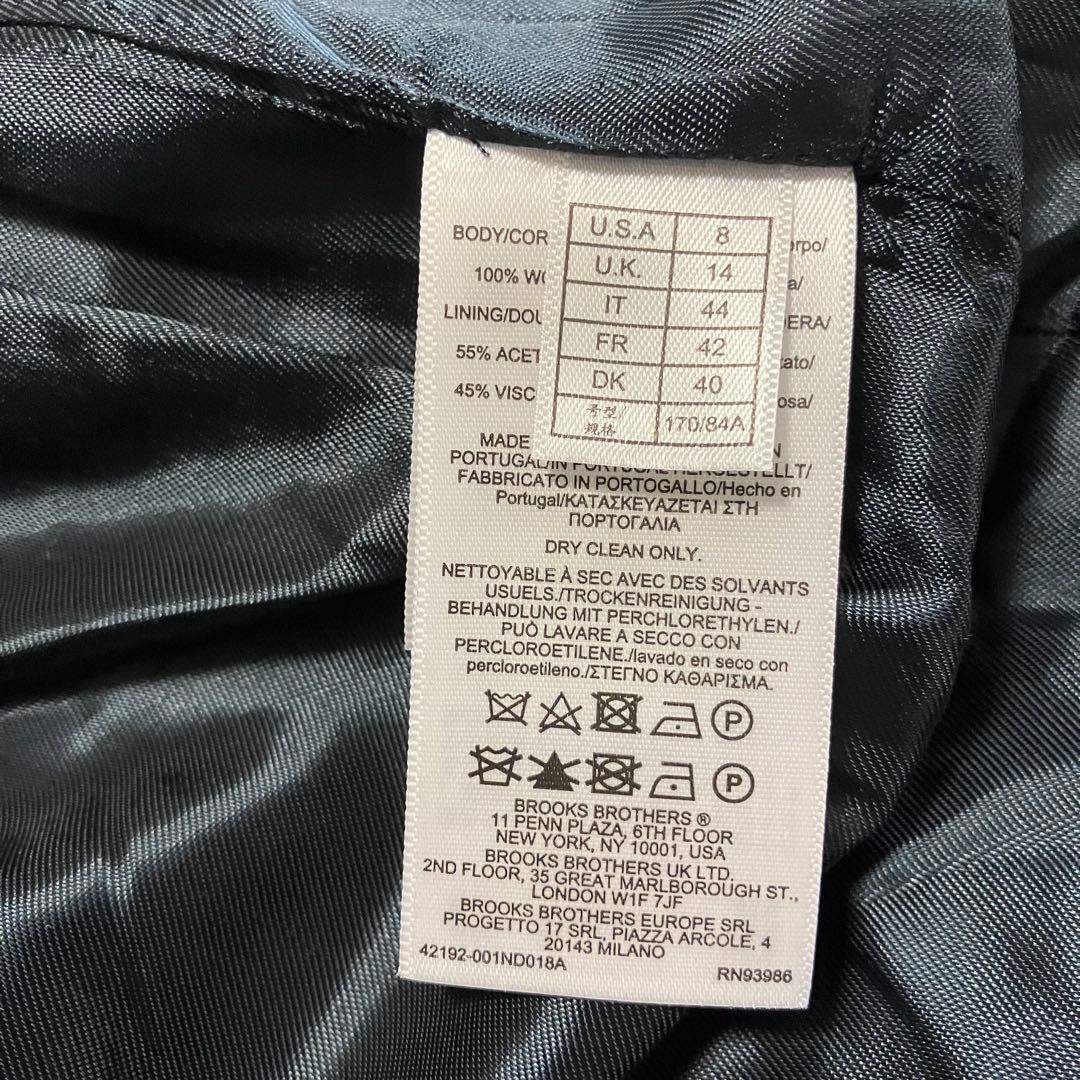 U.S.A 8
U.K. 14
IT 44
FR 42
DK 40
号型/规格 170/84A
BODY/COR rpo/
100% W a/
LINING/DOU ERA/
55% ACET ato/
45% VISC osa/
MADE N
PORTUGAL/IN PORTUGAL HERGESTELLT/
FABBRICATO IN PORTOGALLO/Hecho en
Portugal/ΚΑΤΑΣΚΕΥΑΖΕΤΑΙ ΣΤΗ
ΠΟΡΤΟΓΑΛΙΑ
DRY CLEAN ONLY.
NETTOYABLE À SEC AVEC DES SOLVANTS
USUELS./TROCKENREINIGUNG -
BEHANDLUNG MIT PERCHLORETHYLEN./
PUÒ LAVARE A SECCO CON
PERCLOROETILENE./lavado en seco con
percloroetileno./ΣΤΕΓΝΟ ΚΑΘΑΡΙΣΜΑ.
P
P
BROOKS BROTHERS ®
11 PENN PLAZA, 6TH FLOOR
NEW YORK, NY 10001, USA
BROOKS BROTHERS UK LTD.
2ND FLOOR, 35 GREAT MARLBOROUGH ST.,
LONDON W1F 7JF
BROOKS BROTHERS EUROPE SRL
PROGETTO 17 SRL, PIAZZA ARCOLE, 4
20143 MILANO
42192-001ND018A RN93986